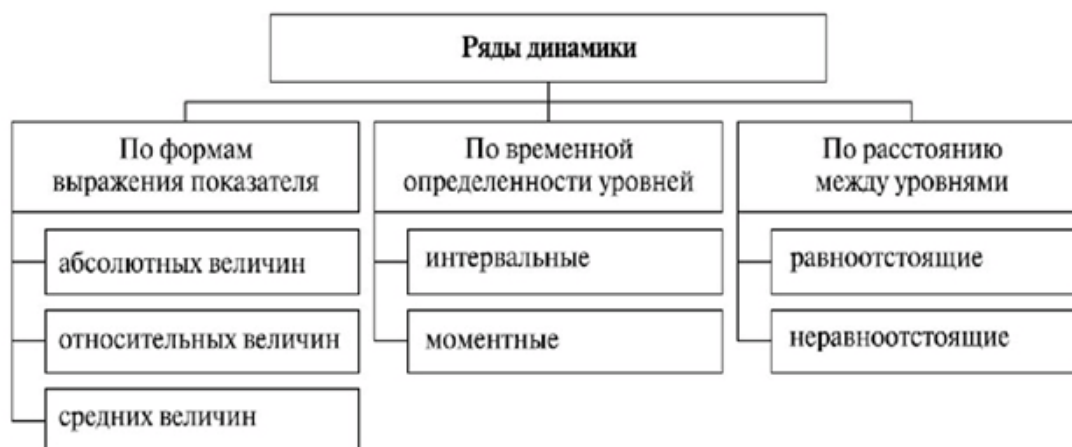 Ряды динамики
По формам
выражения показателя
абсолютных величин
относительных величин
средних величин
По временной
определенности уровней
интервальные
моментные
По расстоянию
между уровнями
равноотстоящие
неравноотстоящие